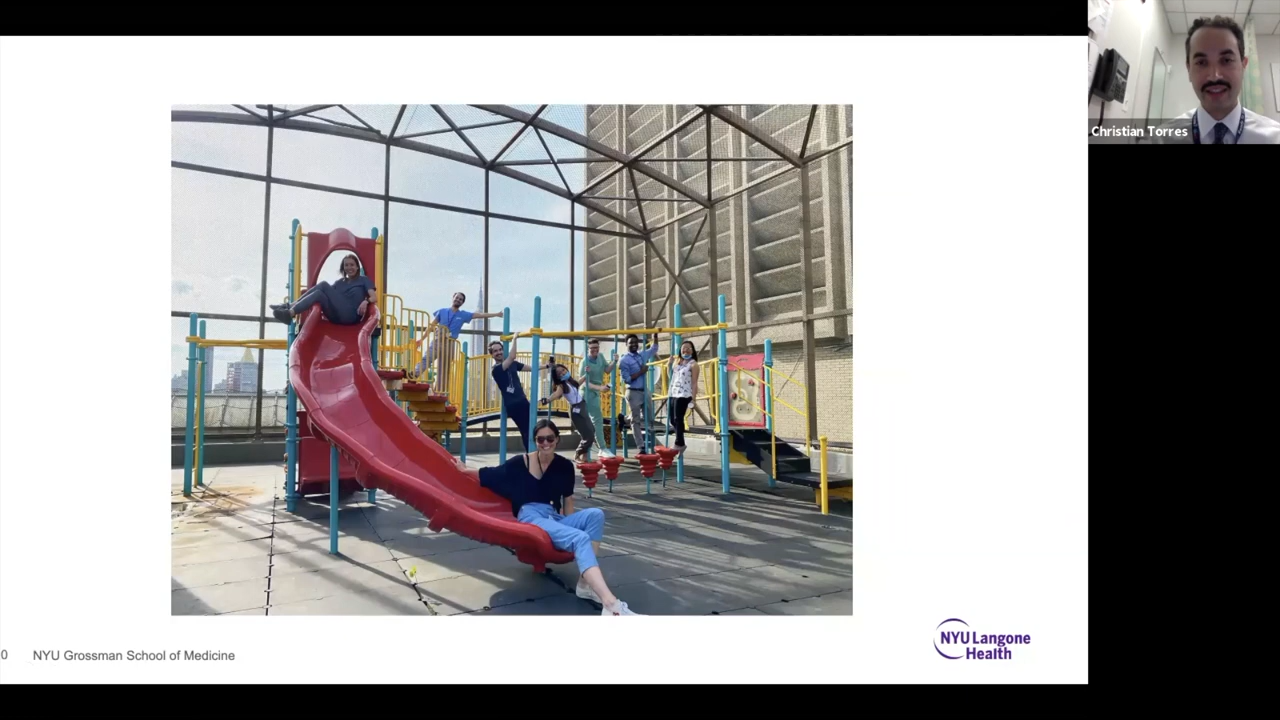 Christian Torres
NYU Langone
Health
0 NYU Grossman School of Medicine